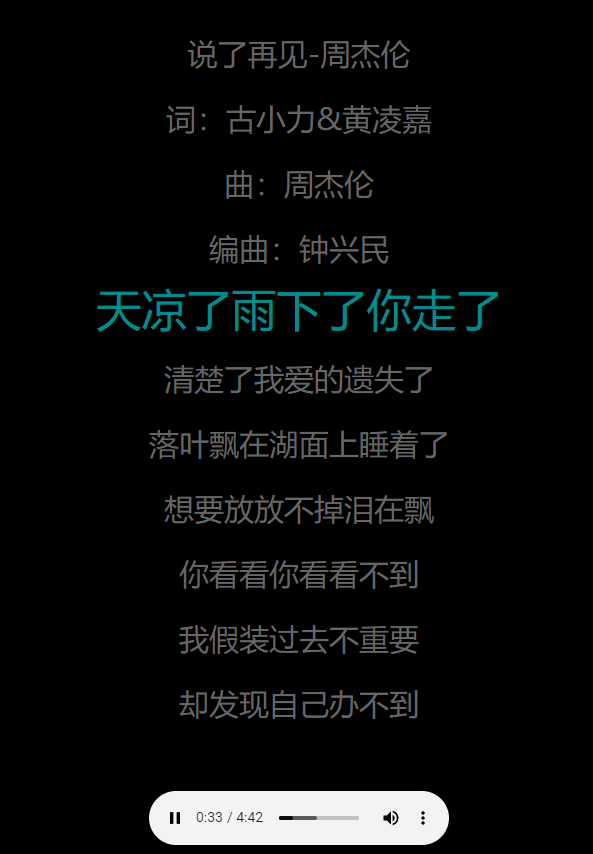 说了再见-周杰伦
词：古小力&黄凌嘉
曲：周杰伦
编曲：钟兴民
天凉了雨下了你走了
清楚了我爱的遗失了
落叶飘在湖面上睡着了
想要放放不掉泪在飘
你看看你看看不到
我假装过去不重要
却发现自己办不到
0:33 / 4:42